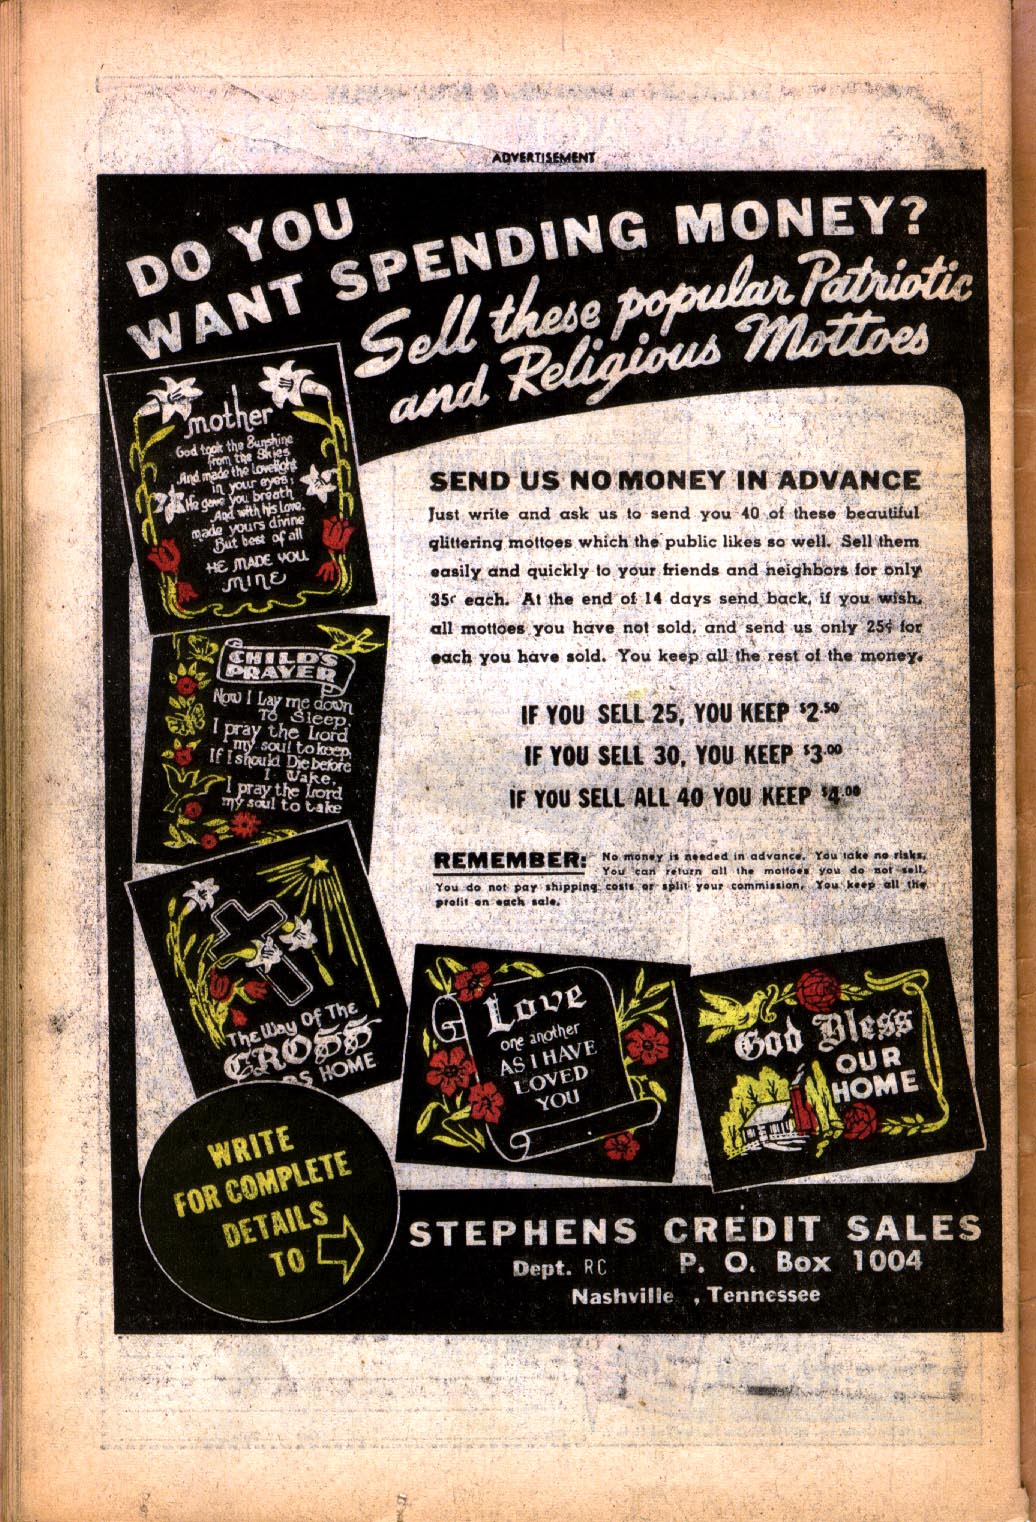 ADVERTISEMENT
DO YOU
WANT SPENDING MONEY?
Sell these popular Patriotic
and Religious Mottoes
mother
God took the Sunshine
from the Skies
And made the Lovelight
in your eyes;
He gave you breath
And with his Love,
made yours divine
But best of all
HE MADE YOU
MINE
CHILD'S
PRAYER
Now I Lay me down
To Sleep,
I pray the Lord
my soul to keep.
If I should Die before
I Wake,
I pray the Lord
my soul to take
The Way Of The
CROSS
HOME
SEND US NO MONEY IN ADVANCE
Just write and ask us to send you 40 of these beautiful
glittering mottoes which the public likes so well. Sell them
easily and quickly to your friends and neighbors for only
35c each. At the end of 14 days send back, if you wish,
all mottoes you have not sold, and send us only 25¢ for
each you have sold. You keep all the rest of the money.
IF YOU SELL 25, YOU KEEP $2.50
IF YOU SELL 30, YOU KEEP $3.00
IF YOU SELL ALL 40 YOU KEEP $4.00
REMEMBER: No money is needed in advance. You take no risks.
You can return all the mottoes you do not sell.
You do not pay shipping costs or split your commission. You keep all the
profit on each sale.
Love
one another
AS I HAVE
LOVED
YOU
God Bless
OUR
HOME
WRITE
FOR COMPLETE
DETAILS
TO
STEPHENS CREDIT SALES
Dept. RC P. O. Box 1004
Nashville , Tennessee